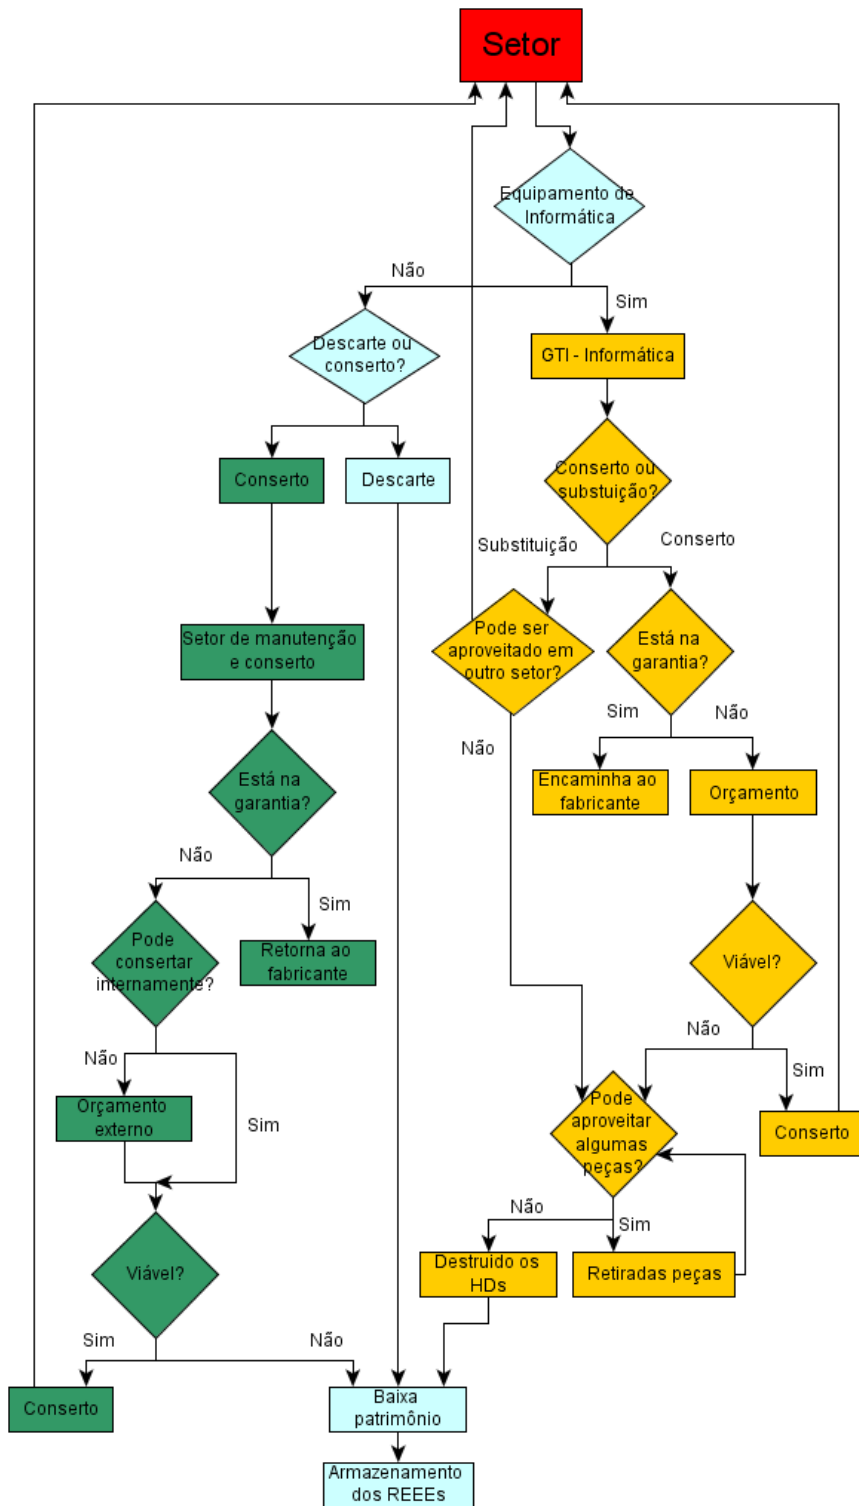 Setor
Equipamento de
Informática
Não
Sim
Descarte ou
conserto?
GTI - Informática
Conserto
Descarte
Conserto ou
substuição?
Substituição
Conserto
Setor de manutenção
e conserto
Pode ser
aproveitado em
outro setor?
Está na
garantia?
Sim
Não
Não
Encaminha ao
fabricante
Orçamento
Está na
garantia?
Não
Sim
Pode
consertar
internamente?
Retorna ao
fabricante
Viável?
Não
Sim
Não
Orçamento
externo
Sim
Pode
aproveitar
algumas
peças?
Conserto
Não
Sim
Viável?
Destruido os
HDs
Retiradas peças
Sim
Não
Conserto
Baixa
patrimônio
Armazenamento
dos REEEs